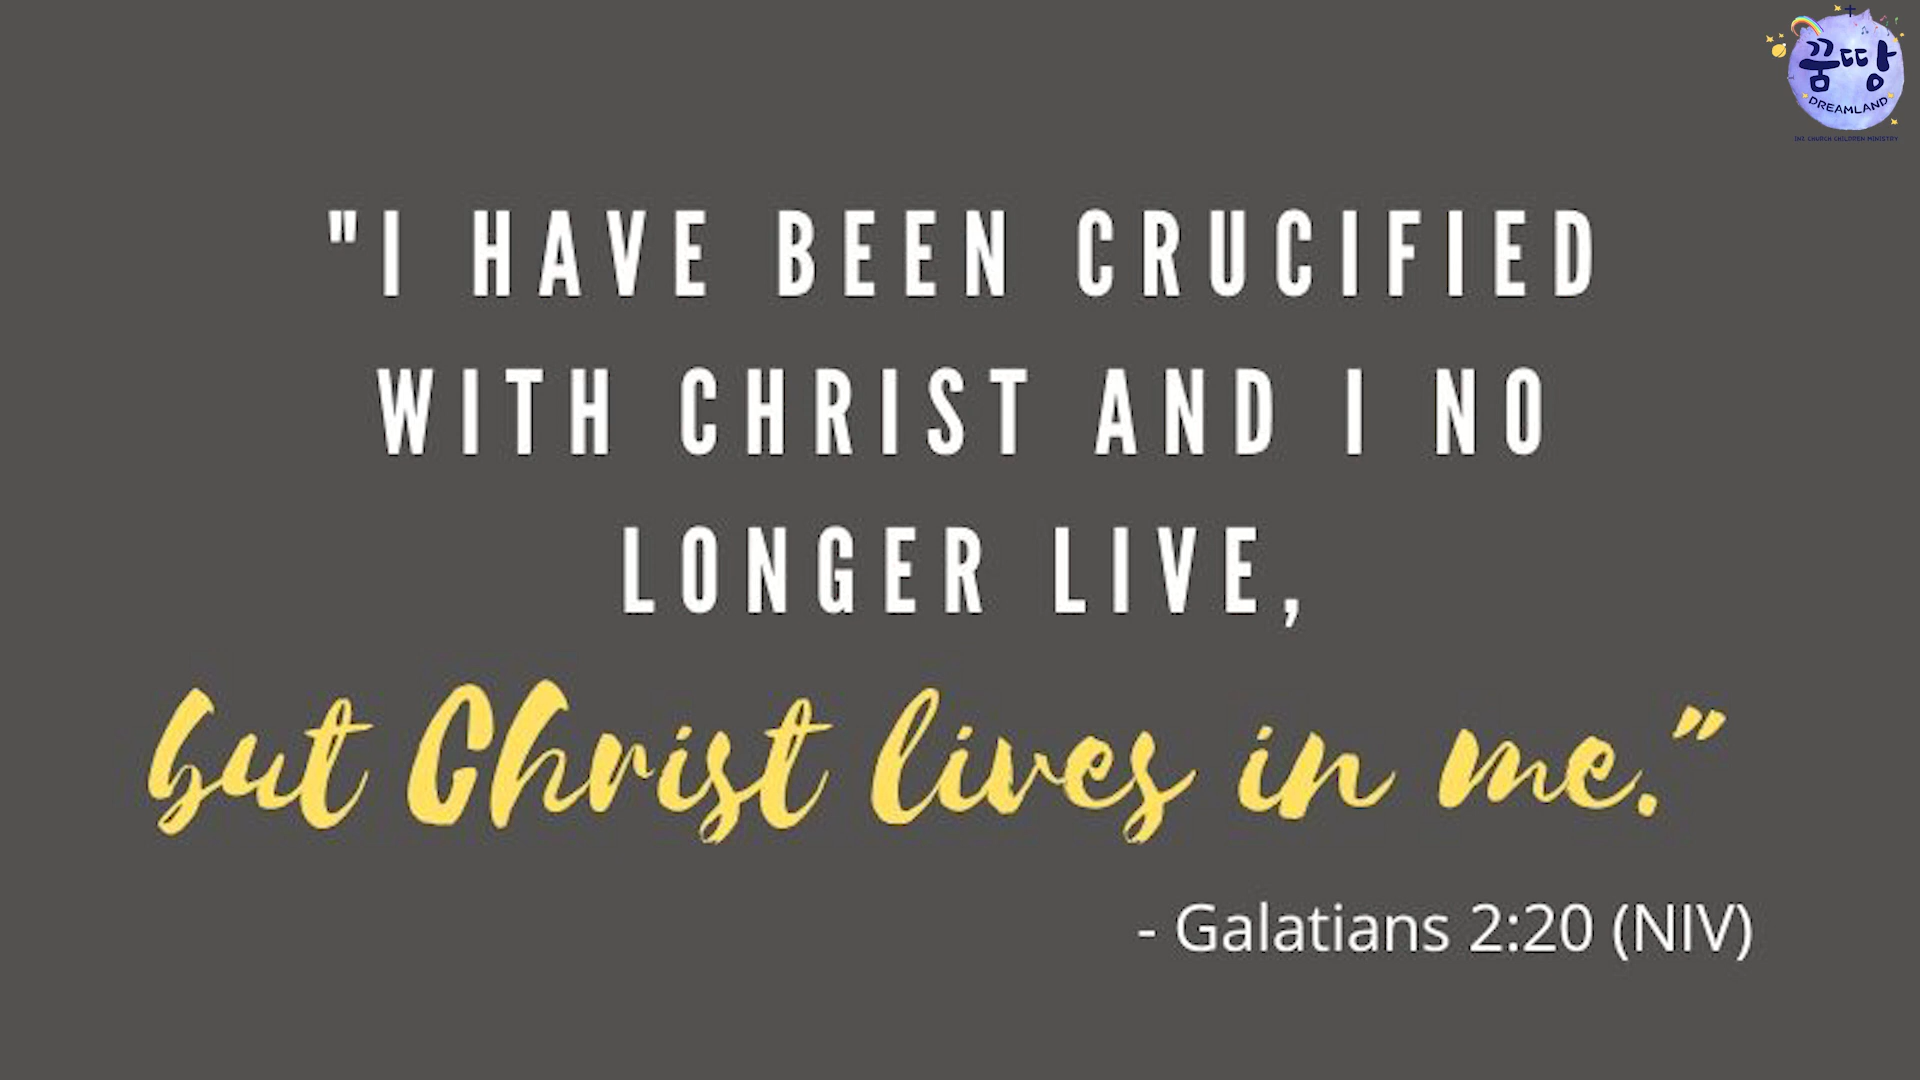 꿈땅
DREAMLAND
"I HAVE BEEN CRUCIFIED
WITH CHRIST AND I NO
LONGER LIVE,
but Christ lives in me."
- Galatians 2:20 (NIV)